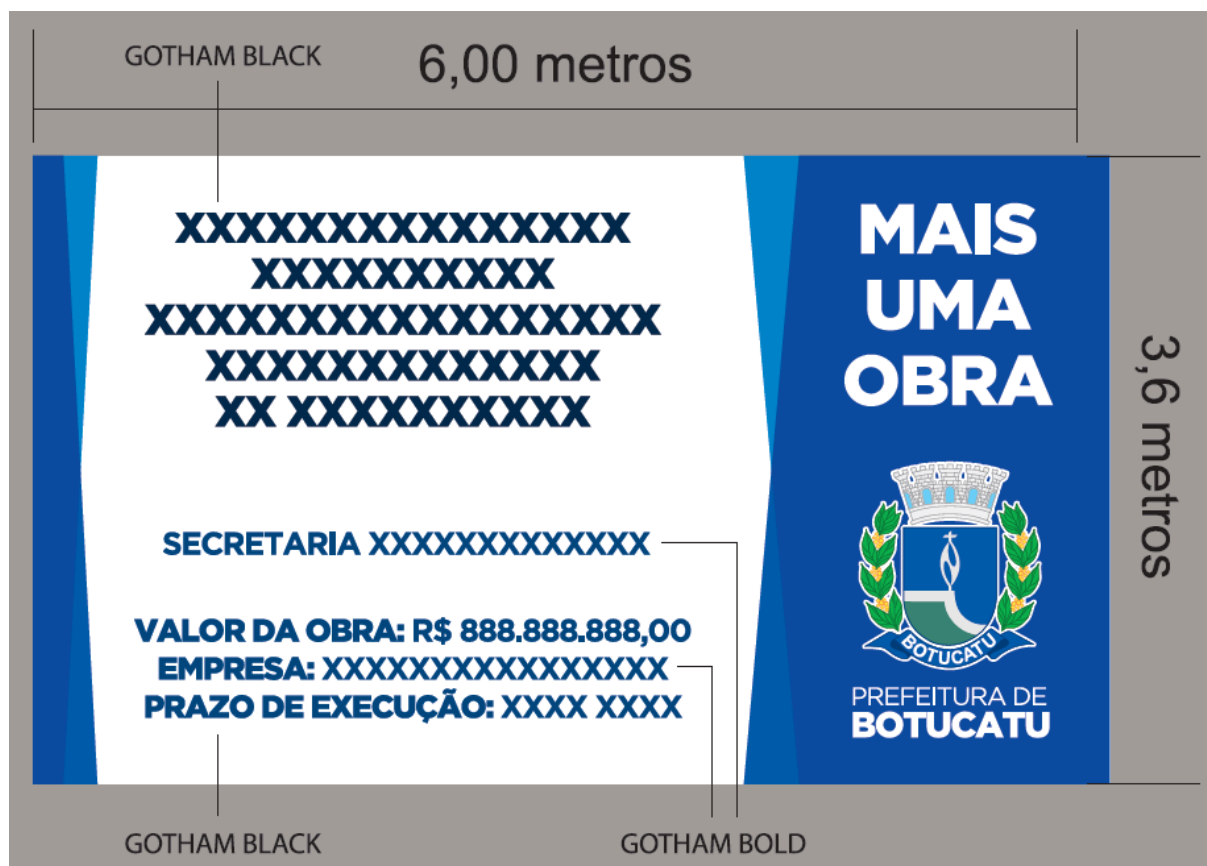 GOTHAM BLACK
6,00 metros
XXXXXXXXXXXXXXX
XXXXXXXXXX
XXXXXXXXXXXXXXXXX
XXXXXXXXXXXXX
XX XXXXXXXXXX
MAIS
UMA
OBRA
3,6 metros
SECRETARIA XXXXXXXXXXXXX
VALOR DA OBRA: R$ 888.888.888,00
EMPRESA: XXXXXXXXXXXXXXXX
PRAZO DE EXECUÇÃO: XXXX XXXX
BOTUCATU
PREFEITURA DE
BOTUCATU
GOTHAM BLACK
GOTHAM BOLD